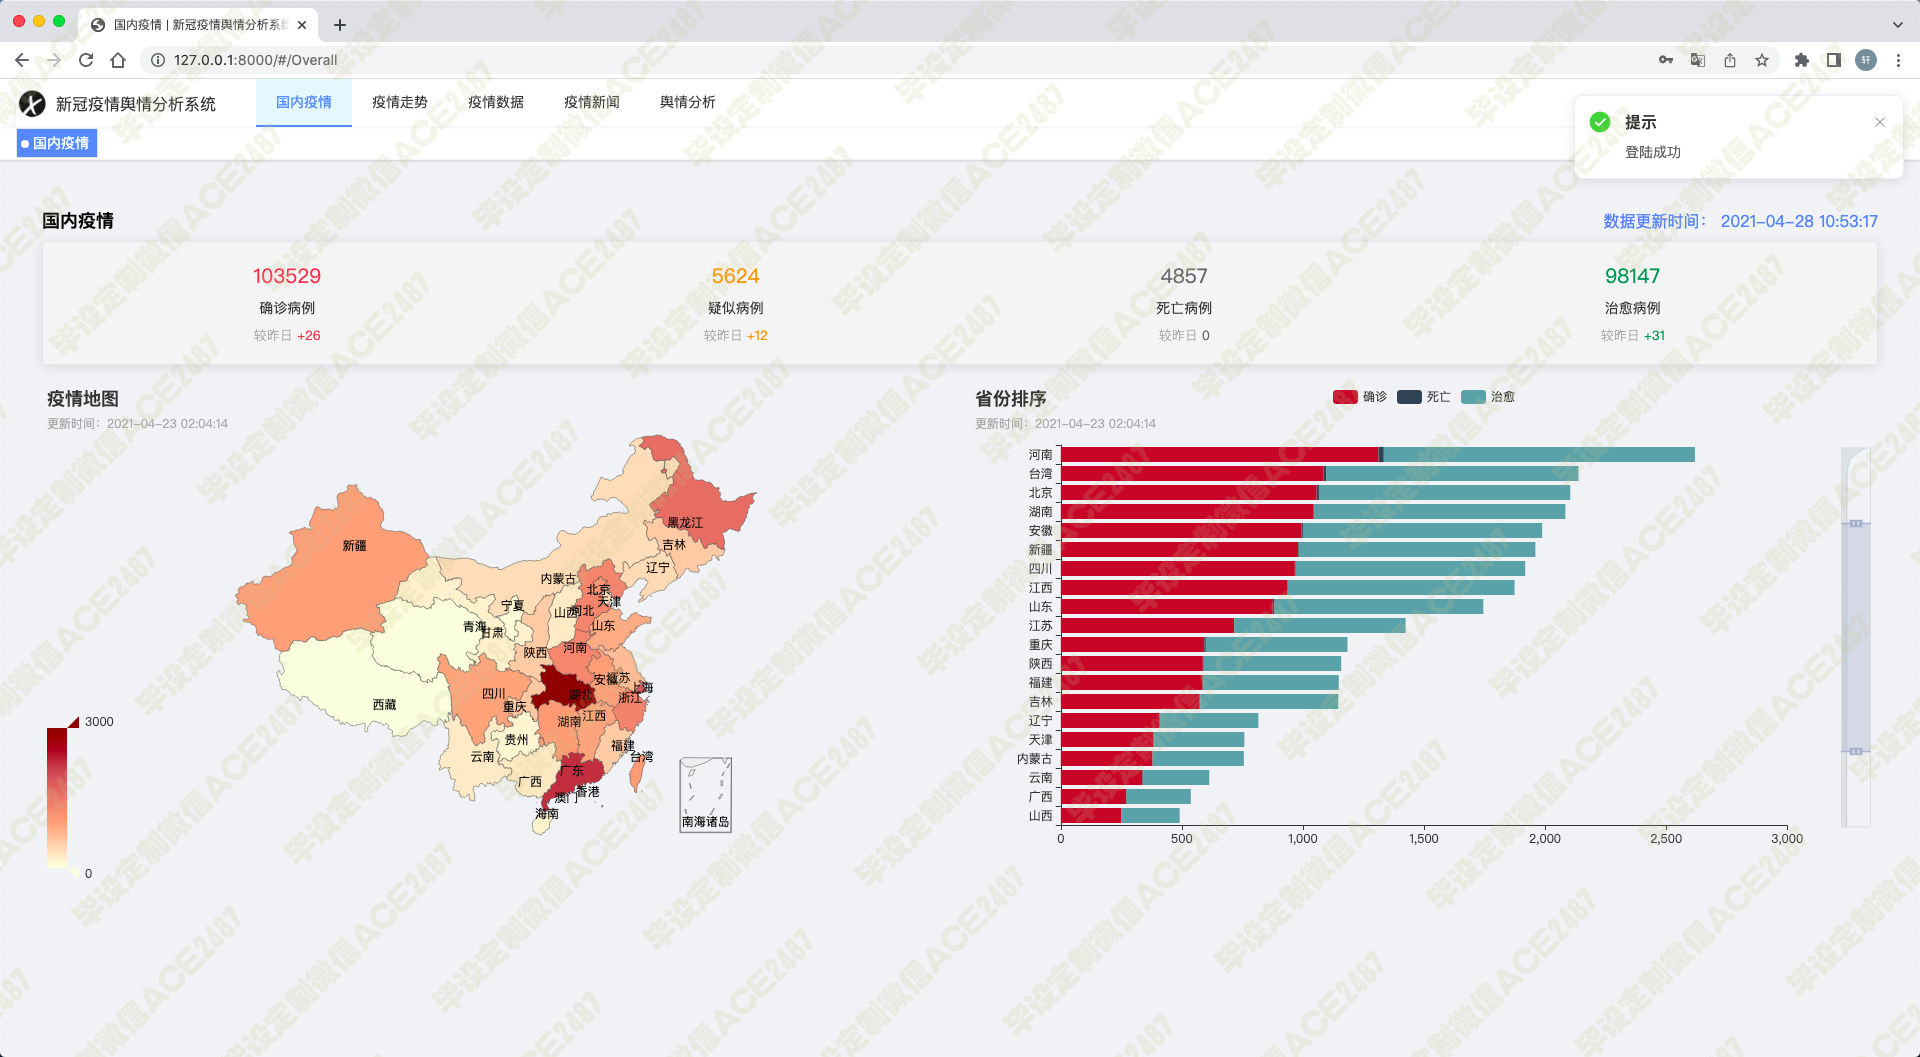 国内疫情 | 新冠疫情舆情分析系统
127.0.0.1:8000/#/Overall
轩
新冠疫情舆情分析系统
国内疫情
疫情走势
疫情数据
疫情新闻
舆情分析
国内疫情
提示
登陆成功
国内疫情
数据更新时间： 2021-04-28 10:53:17
103529
确诊病例
较昨日 +26
5624
疑似病例
较昨日 +12
4857
死亡病例
较昨日 0
98147
治愈病例
较昨日 +31
疫情地图
更新时间：2021-04-23 02:04:14
黑龙江
新疆
吉林
辽宁
内蒙古
北京
天津
宁夏
山西
河北
青海
甘肃
山东
陕西
河南
安徽
江苏
上海
四川
湖北
浙江
西藏
重庆
湖南
江西
贵州
福建
云南
台湾
广东
广西
香港
澳门
海南
南海诸岛
3000
0
省份排序
更新时间：2021-04-23 02:04:14
确诊
死亡
治愈
河南
台湾
北京
湖南
安徽
新疆
四川
江西
山东
江苏
重庆
陕西
福建
吉林
辽宁
天津
内蒙古
云南
广西
山西
0
500
1,000
1,500
2,000
2,500
3,000
毕设定制微信ACE2487